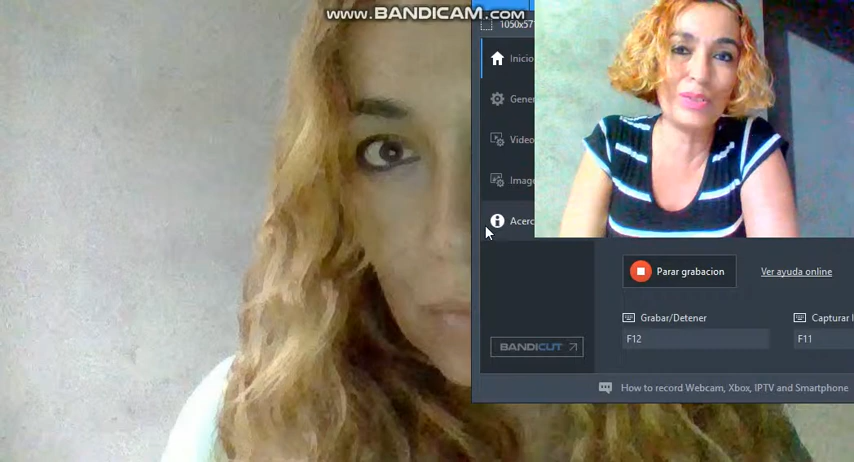 www.BANDICAM.com
1050x57
Inicio
Gener
Video
Image
Acerc
Parar grabacion
Ver ayuda online
Grabar/Detener
Capturar
F12
F11
BANDICUT
How to record Webcam, Xbox, IPTV and Smartphone